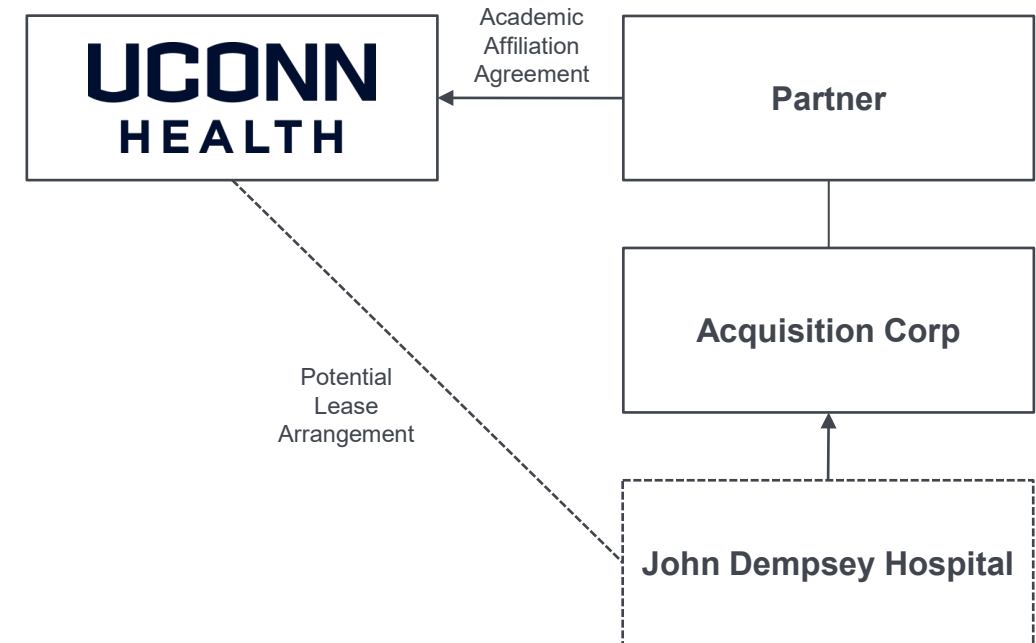 UCONN
HEALTH
Academic
Affiliation
Agreement
Partner
Acquisition Corp
Potential
Lease
Arrangement
John Dempsey Hospital